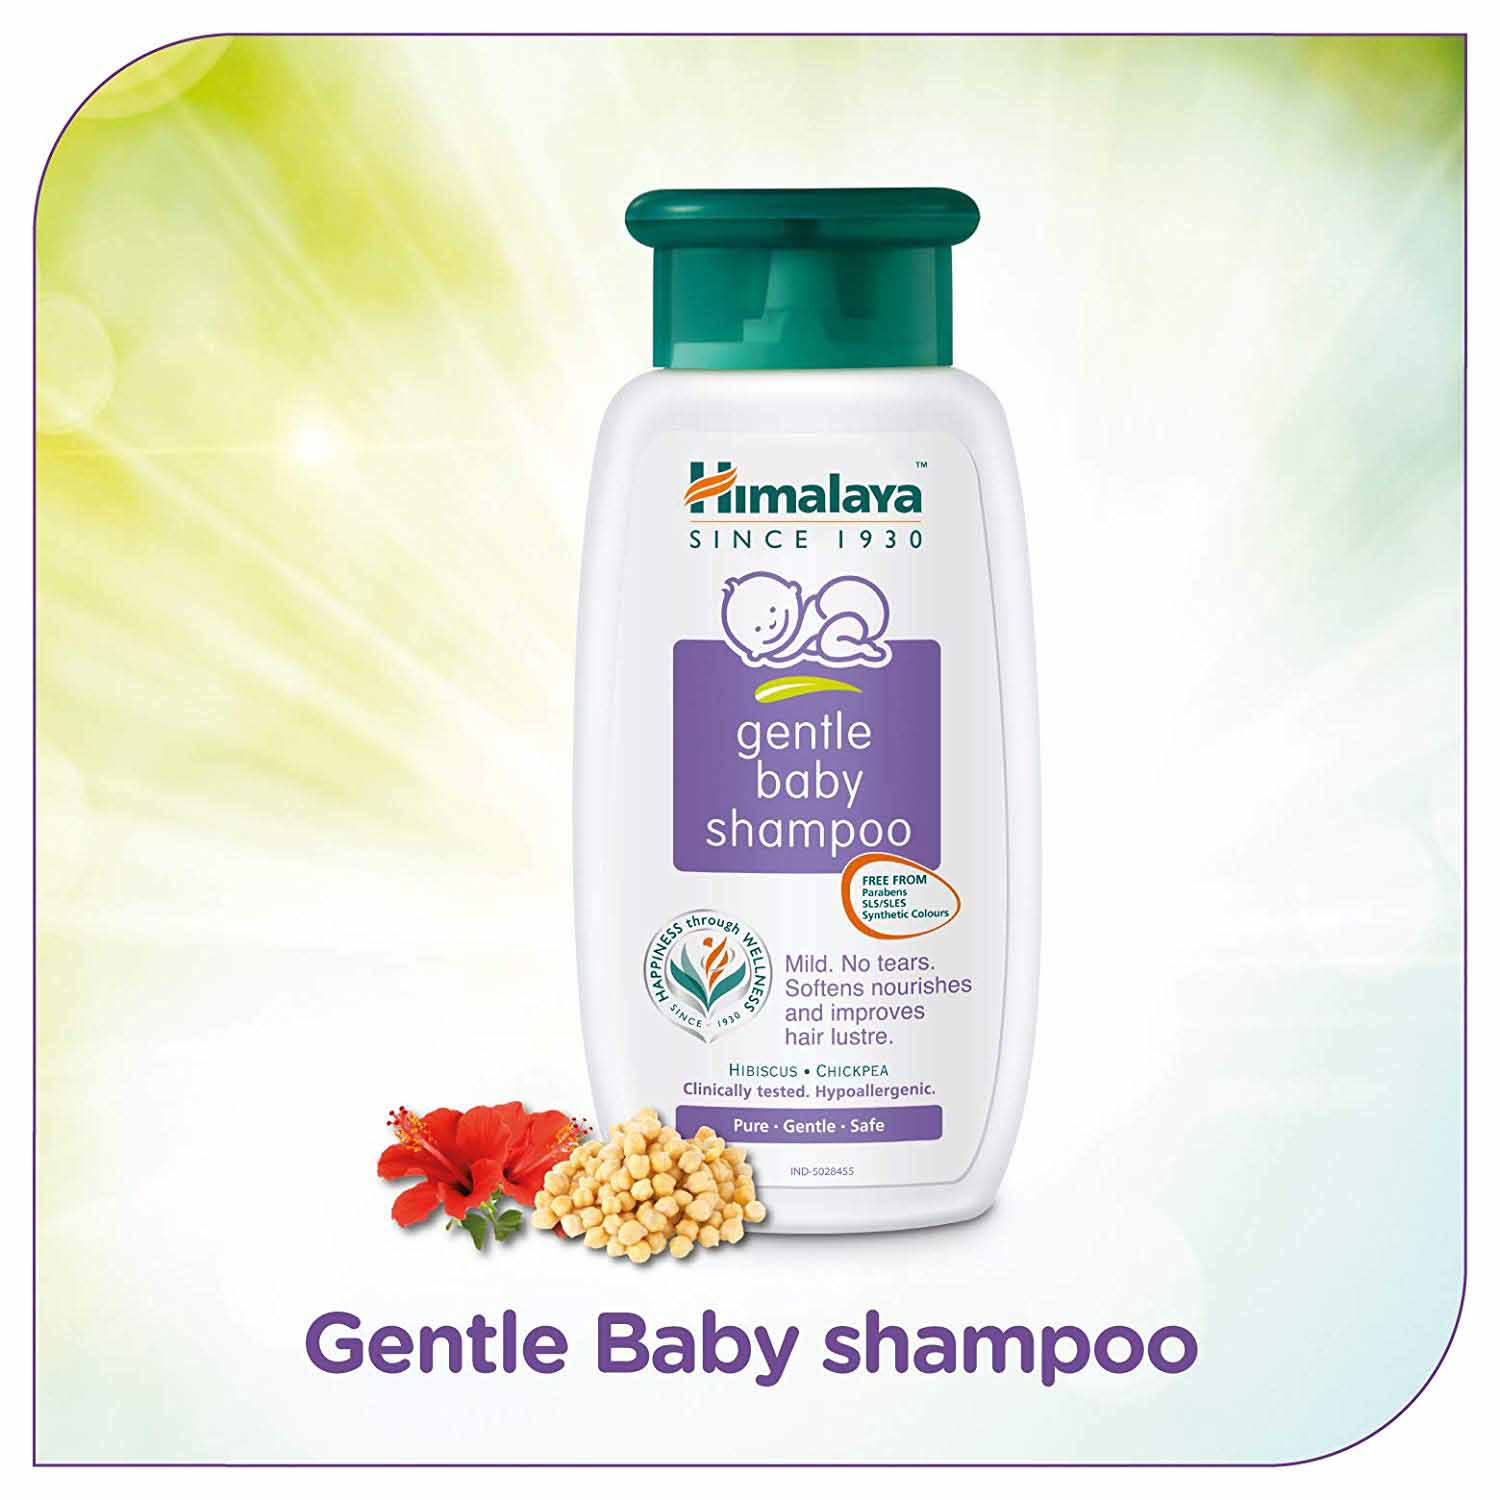 Himalaya™
SINCE 1930
gentle
baby
shampoo
FREE FROM
Parabens
SLS/SLES
Synthetic Colours
HAPPINESS through WELLNESS
SINCE - 1930
Mild. No tears.
Softens nourishes
and improves
hair lustre.
HIBISCUS • CHICKPEA
Clinically tested. Hypoallergenic.
Pure · Gentle · Safe
IND-5028455
Gentle Baby shampoo